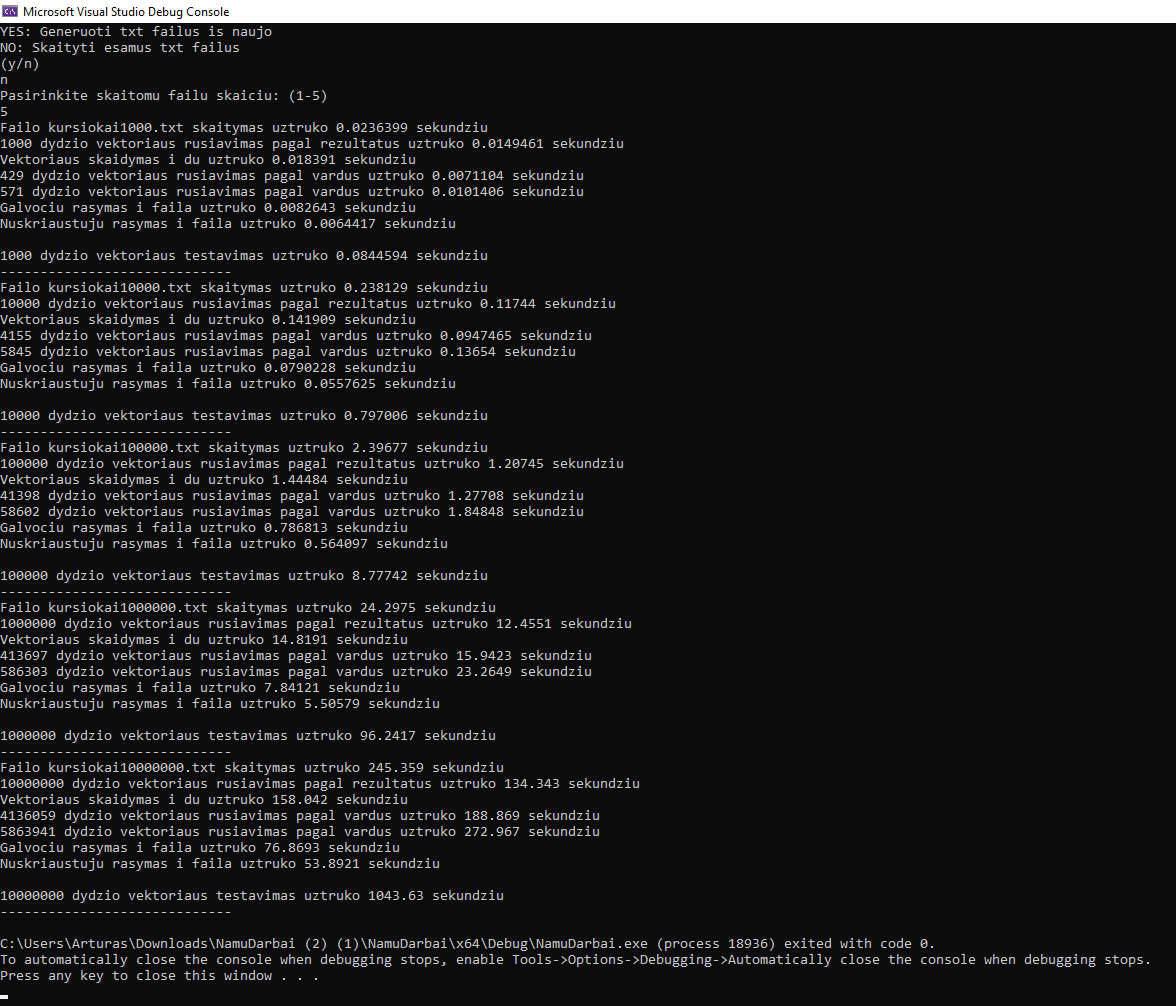 Microsoft Visual Studio Debug Console
YES: Generuoti txt failus is naujo
NO: Skaityti esamus txt failus
(y/n)
n
Pasirinkite skaitomu failu skaiciu: (1-5)
5
Failo kursiokai1000.txt skaitymas uztruko 0.0236399 sekundziu
1000 dydzio vektoriaus rusiavimas pagal rezultatus uztruko 0.0149461 sekundziu
Vektoriaus skaidymas i du uztruko 0.018391 sekundziu
429 dydzio vektoriaus rusiavimas pagal vardus uztruko 0.0071104 sekundziu
571 dydzio vektoriaus rusiavimas pagal vardus uztruko 0.0101406 sekundziu
Galvociu rasymas i faila uztruko 0.0082643 sekundziu
Nuskriaustuju rasymas i faila uztruko 0.0064417 sekundziu
1000 dydzio vektoriaus testavimas uztruko 0.0844594 sekundziu
-----------------------------
Failo kursiokai10000.txt skaitymas uztruko 0.238129 sekundziu
10000 dydzio vektoriaus rusiavimas pagal rezultatus uztruko 0.11744 sekundziu
Vektoriaus skaidymas i du uztruko 0.141909 sekundziu
4155 dydzio vektoriaus rusiavimas pagal vardus uztruko 0.0947465 sekundziu
5845 dydzio vektoriaus rusiavimas pagal vardus uztruko 0.13654 sekundziu
Galvociu rasymas i faila uztruko 0.0790228 sekundziu
Nuskriaustuju rasymas i faila uztruko 0.0557625 sekundziu
10000 dydzio vektoriaus testavimas uztruko 0.797006 sekundziu
-----------------------------
Failo kursiokai100000.txt skaitymas uztruko 2.39677 sekundziu
100000 dydzio vektoriaus rusiavimas pagal rezultatus uztruko 1.20745 sekundziu
Vektoriaus skaidymas i du uztruko 1.44484 sekundziu
41398 dydzio vektoriaus rusiavimas pagal vardus uztruko 1.27708 sekundziu
58602 dydzio vektoriaus rusiavimas pagal vardus uztruko 1.84848 sekundziu
Galvociu rasymas i faila uztruko 0.786813 sekundziu
Nuskriaustuju rasymas i faila uztruko 0.564097 sekundziu
100000 dydzio vektoriaus testavimas uztruko 8.77742 sekundziu
-----------------------------
Failo kursiokai1000000.txt skaitymas uztruko 24.2975 sekundziu
1000000 dydzio vektoriaus rusiavimas pagal rezultatus uztruko 12.4551 sekundziu
Vektoriaus skaidymas i du uztruko 14.8191 sekundziu
413697 dydzio vektoriaus rusiavimas pagal vardus uztruko 15.9423 sekundziu
586303 dydzio vektoriaus rusiavimas pagal vardus uztruko 23.2649 sekundziu
Galvociu rasymas i faila uztruko 7.84121 sekundziu
Nuskriaustuju rasymas i faila uztruko 5.50579 sekundziu
1000000 dydzio vektoriaus testavimas uztruko 96.2417 sekundziu
-----------------------------
Failo kursiokai10000000.txt skaitymas uztruko 245.359 sekundziu
10000000 dydzio vektoriaus rusiavimas pagal rezultatus uztruko 134.343 sekundziu
Vektoriaus skaidymas i du uztruko 158.042 sekundziu
4136059 dydzio vektoriaus rusiavimas pagal vardus uztruko 188.869 sekundziu
5863941 dydzio vektoriaus rusiavimas pagal vardus uztruko 272.967 sekundziu
Galvociu rasymas i faila uztruko 76.8693 sekundziu
Nuskriaustuju rasymas i faila uztruko 53.8921 sekundziu
10000000 dydzio vektoriaus testavimas uztruko 1043.63 sekundziu
-----------------------------
C:\Users\Arturas\Downloads\NamuDarbai (2) (1)\NamuDarbai\x64\Debug\NamuDarbai.exe (process 18936) exited with code 0.
To automatically close the console when debugging stops, enable Tools->Options->Debugging->Automatically close the console when debugging stops.
Press any key to close this window . . .